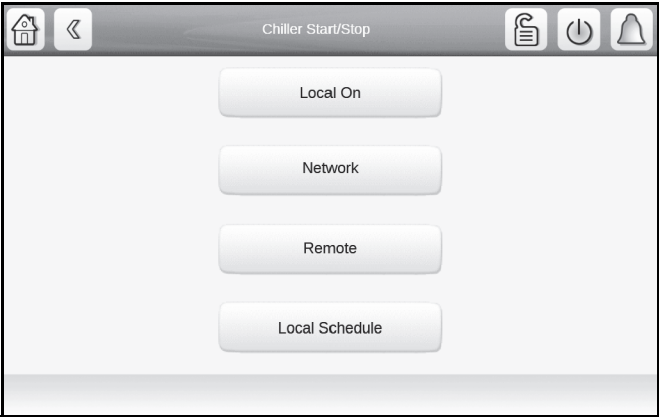 Chiller Start/Stop
Local On
Network
Remote
Local Schedule